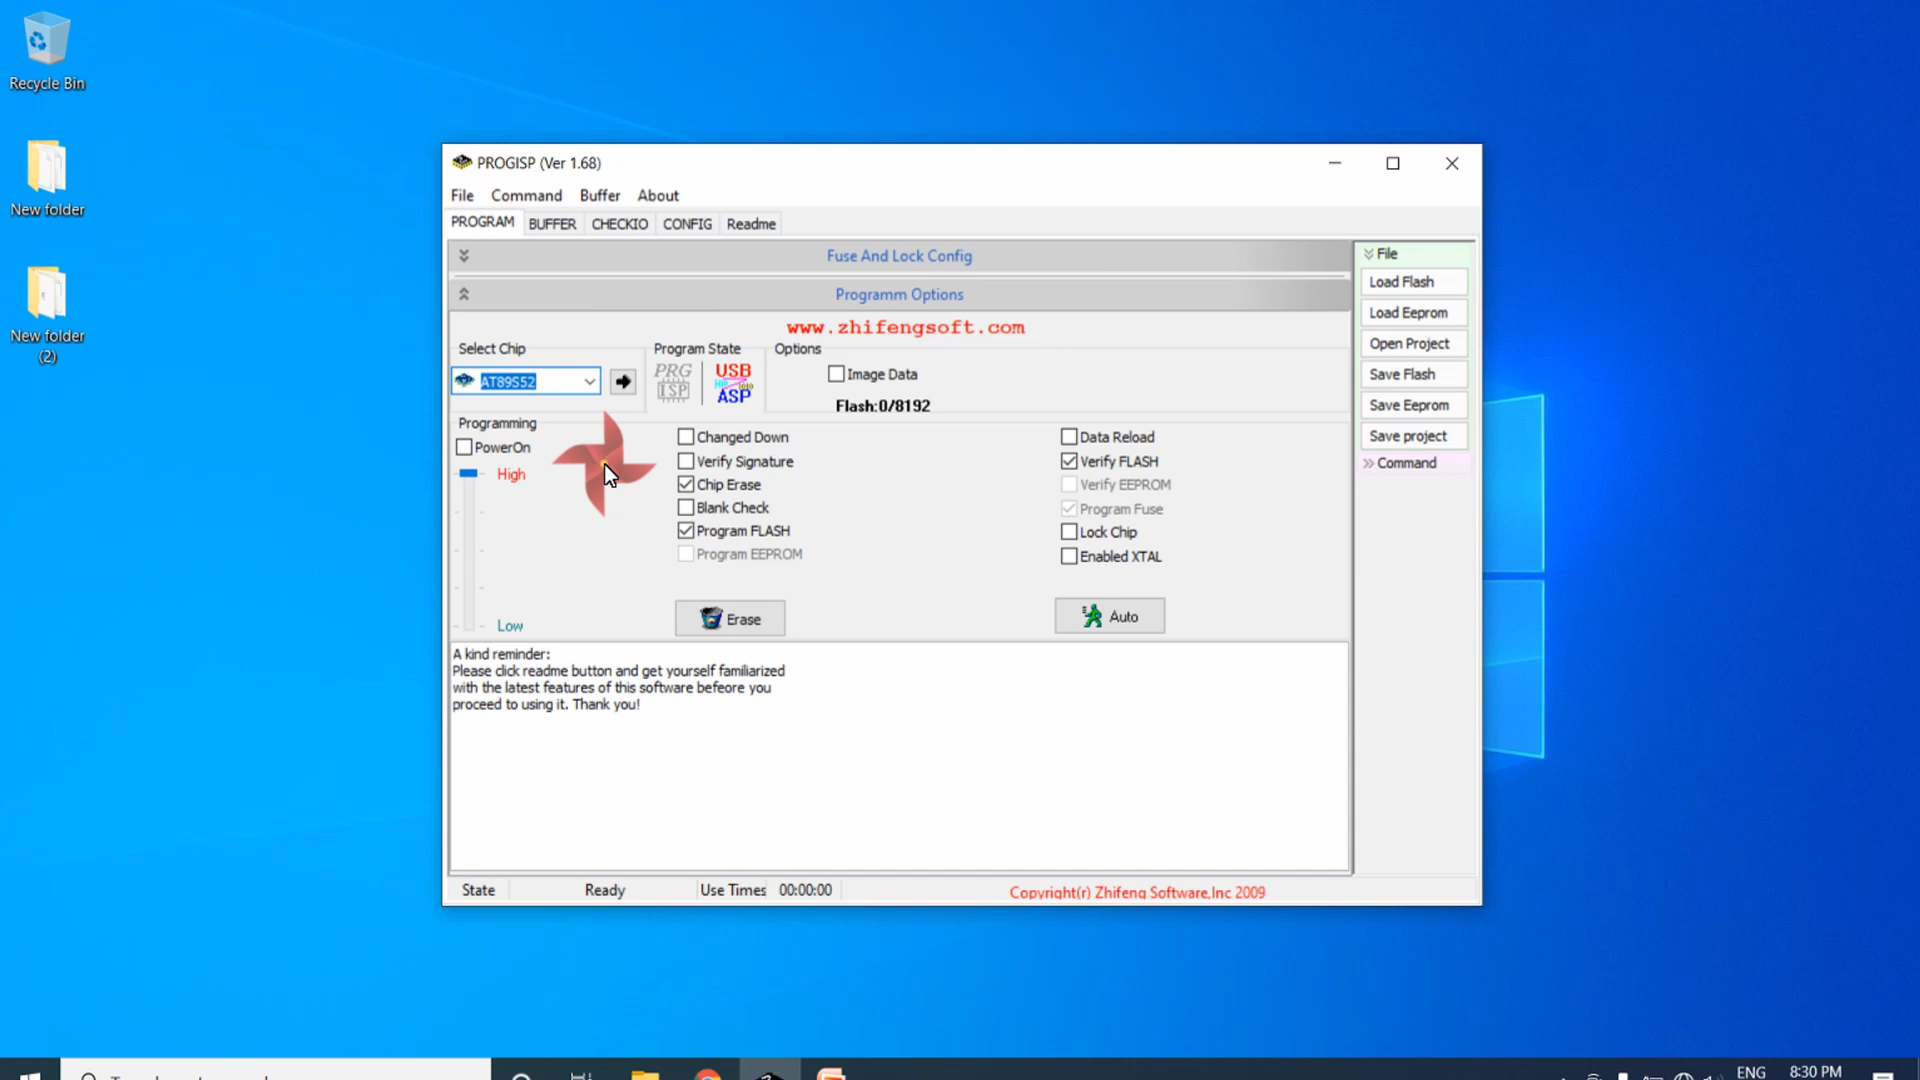 Recycle Bin
New folder
New folder
(2)
PROGISP (Ver 1.68)
File Command Buffer About
PROGRAM BUFFER CHECKIO CONFIG Readme
Fuse And Lock Config
Programm Options
www.zhifengsoft.com
Select Chip Program State Options
AT89S52
PRG
ISP
USB
ASP
Image Data
Flash:0/8192
Programming
PowerOn
High
Low
Changed Down
Verify Signature
Chip Erase
Blank Check
Program FLASH
Program EEPROM
Data Reload
Verify FLASH
Verify EEPROM
Program Fuse
Lock Chip
Enabled XTAL
Erase
Auto
A kind reminder:
Please click readme button and get yourself familiarized
with the latest features of this software befeore you
proceed to using it. Thank you!
State Ready Use Times 00:00:00 Copyright(r) Zhifeng Software,Inc 2009
File
Load Flash
Load Eeprom
Open Project
Save Flash
Save Eeprom
Save project
Command
ENG 8:30 PM